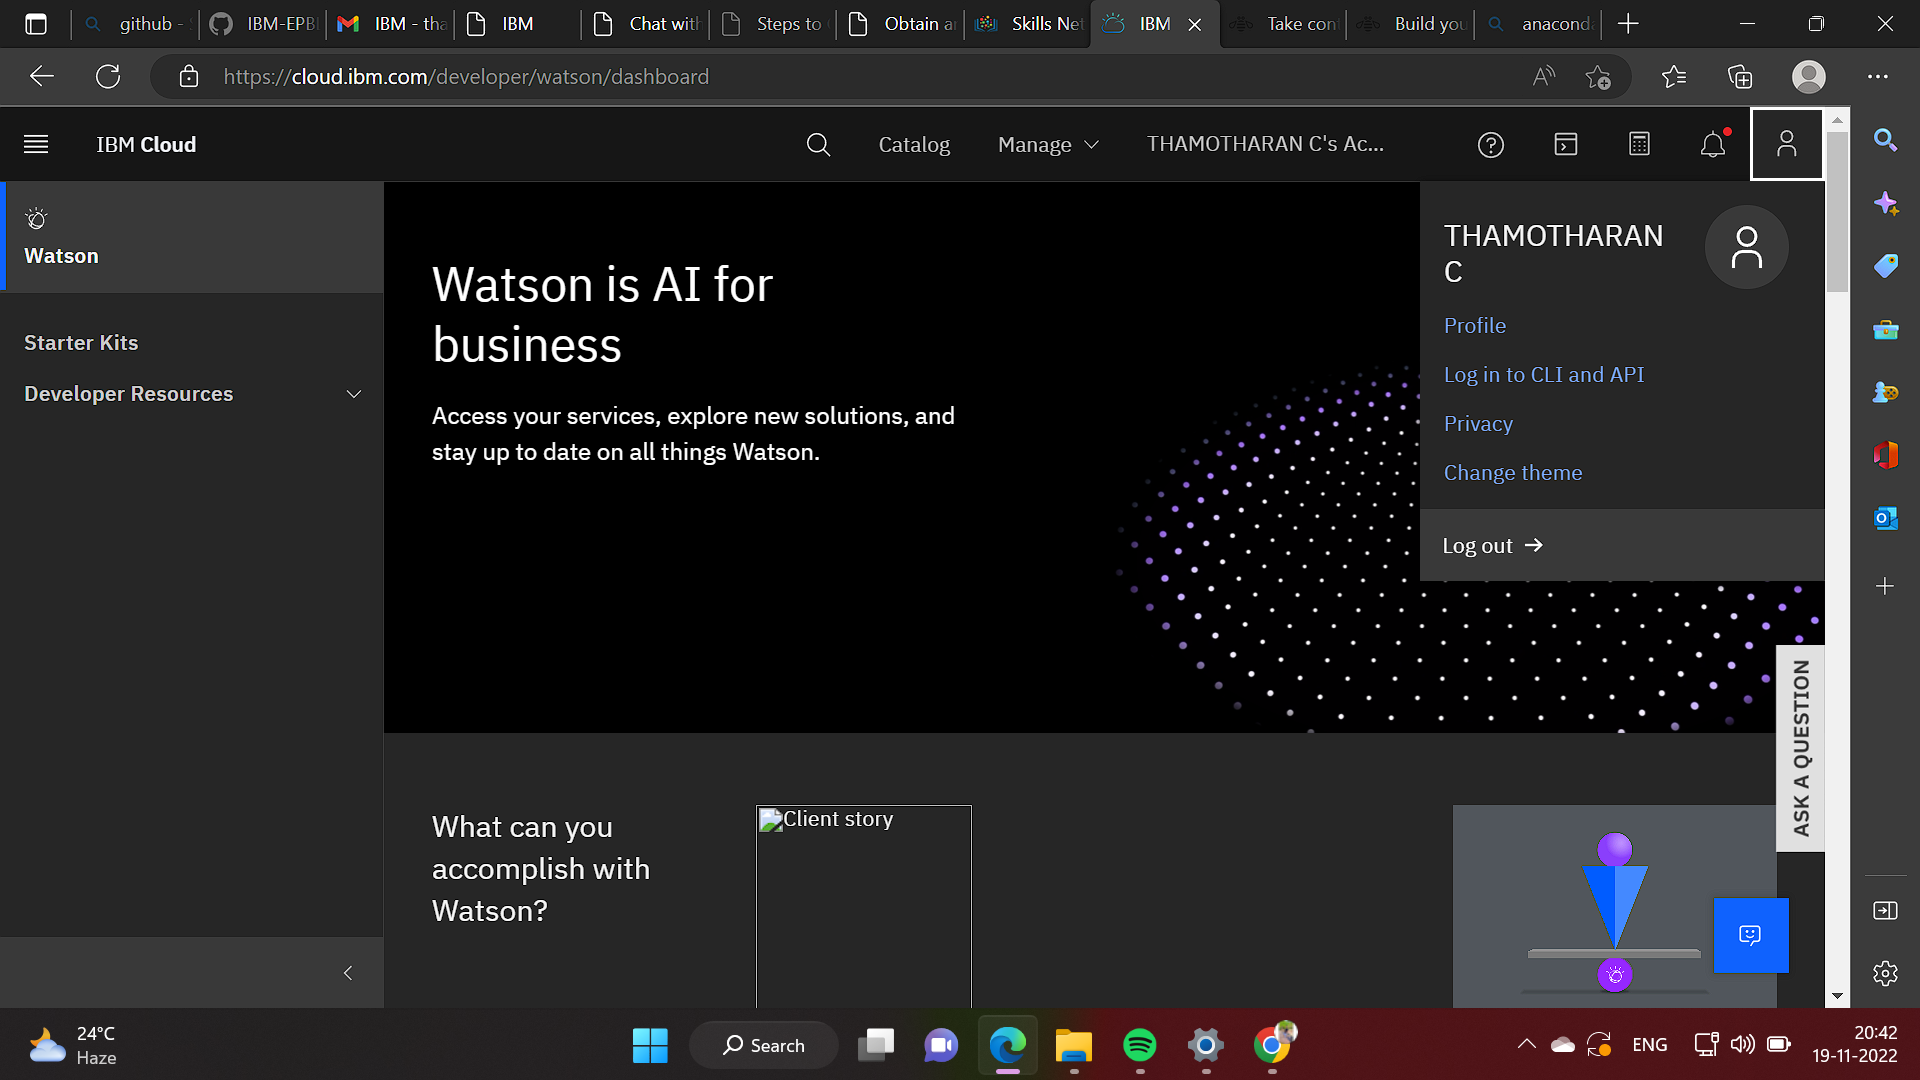 github -
IBM-EPBL
IBM - tha
IBM
Chat with
Steps to
Obtain a
Skills Net
IBM
Take cont
Build you
anaconda
https://cloud.ibm.com/developer/watson/dashboard
IBM Cloud
Catalog
Manage
THAMOTHARAN C's Ac...
Watson
Starter Kits
Developer Resources
Watson is AI for
business
Access your services, explore new solutions, and
stay up to date on all things Watson.
THAMOTHARAN
C
Profile
Log in to CLI and API
Privacy
Change theme
Log out
ASK A QUESTION
What can you
accomplish with
Watson?
Client story
24°C
Haze
Search
ENG
20:42
19-11-2022